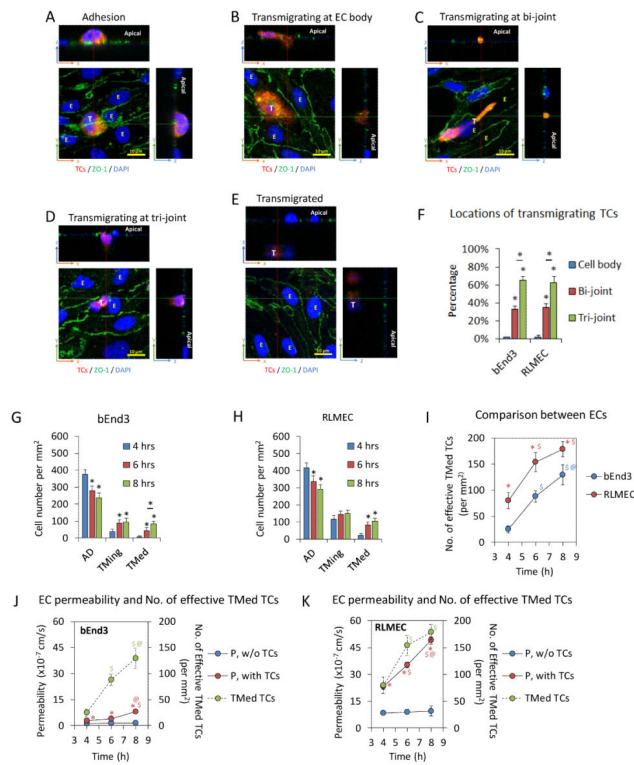 A Adhesion
Apical
T
E
E
E
E
Apical
10 µm
TCs / ZO-1 / DAPI
B Transmigrating at EC body
Apical
T
E
E
Apical
10 µm
TCs / ZO-1 / DAPI
C Transmigrating at bi-joint
Apical
E
T
E
E
Apical
10 µm
TCs / ZO-1 / DAPI
D Transmigrating at tri-joint
Apical
T
E
E
E
Apical
10 µm
TCs / ZO-1 / DAPI
E Transmigrated
Apical
T
E
E
E
T
Apical
10 µm
TCs / ZO-1 / DAPI
F Locations of transmigrating TCs
Percentage
100%
80%
60%
40%
20%
0%
* * * * * *
bEnd3
RLMEC
Cell body
Bi-joint
Tri-joint
G bEnd3
Cell number per mm2
600
500
400
300
200
100
0
* * * * * * *
AD
TMing
TMed
4 hrs
6 hrs
8 hrs
H RLMEC
Cell number per mm2
600
500
400
300
200
100
0
* * * *
AD
TMing
TMed
4 hrs
6 hrs
8 hrs
I Comparison between ECs
No. of effective TMed TCs
(per mm2)
200
150
100
50
0
* * $ * $
$ $ @
3 4 5 6 7 8 9
Time (h)
bEnd3
RLMEC
J EC permeability and No. of effective TMed TCs
bEnd3
Permeability (x10-7 cm/s)
60
45
30
15
0
200
150
100
50
0
No. of Effective TMed TCs
(per mm2)
$ $ @
* * *
@ $
3 4 5 6 7 8 9
Time (h)
P, w/o TCs
P, with TCs
TMed TCs
K EC permeability and No. of effective TMed TCs
RLMEC
Permeability (x10-7 cm/s)
60
45
30
15
0
200
150
100
50
0
No. of Effective TMed TCs
(per mm2)
$ $
* * $ *
$ @
3 4 5 6 7 8 9
Time (h)
P, w/o TCs
P, with TCs
TMed TCs